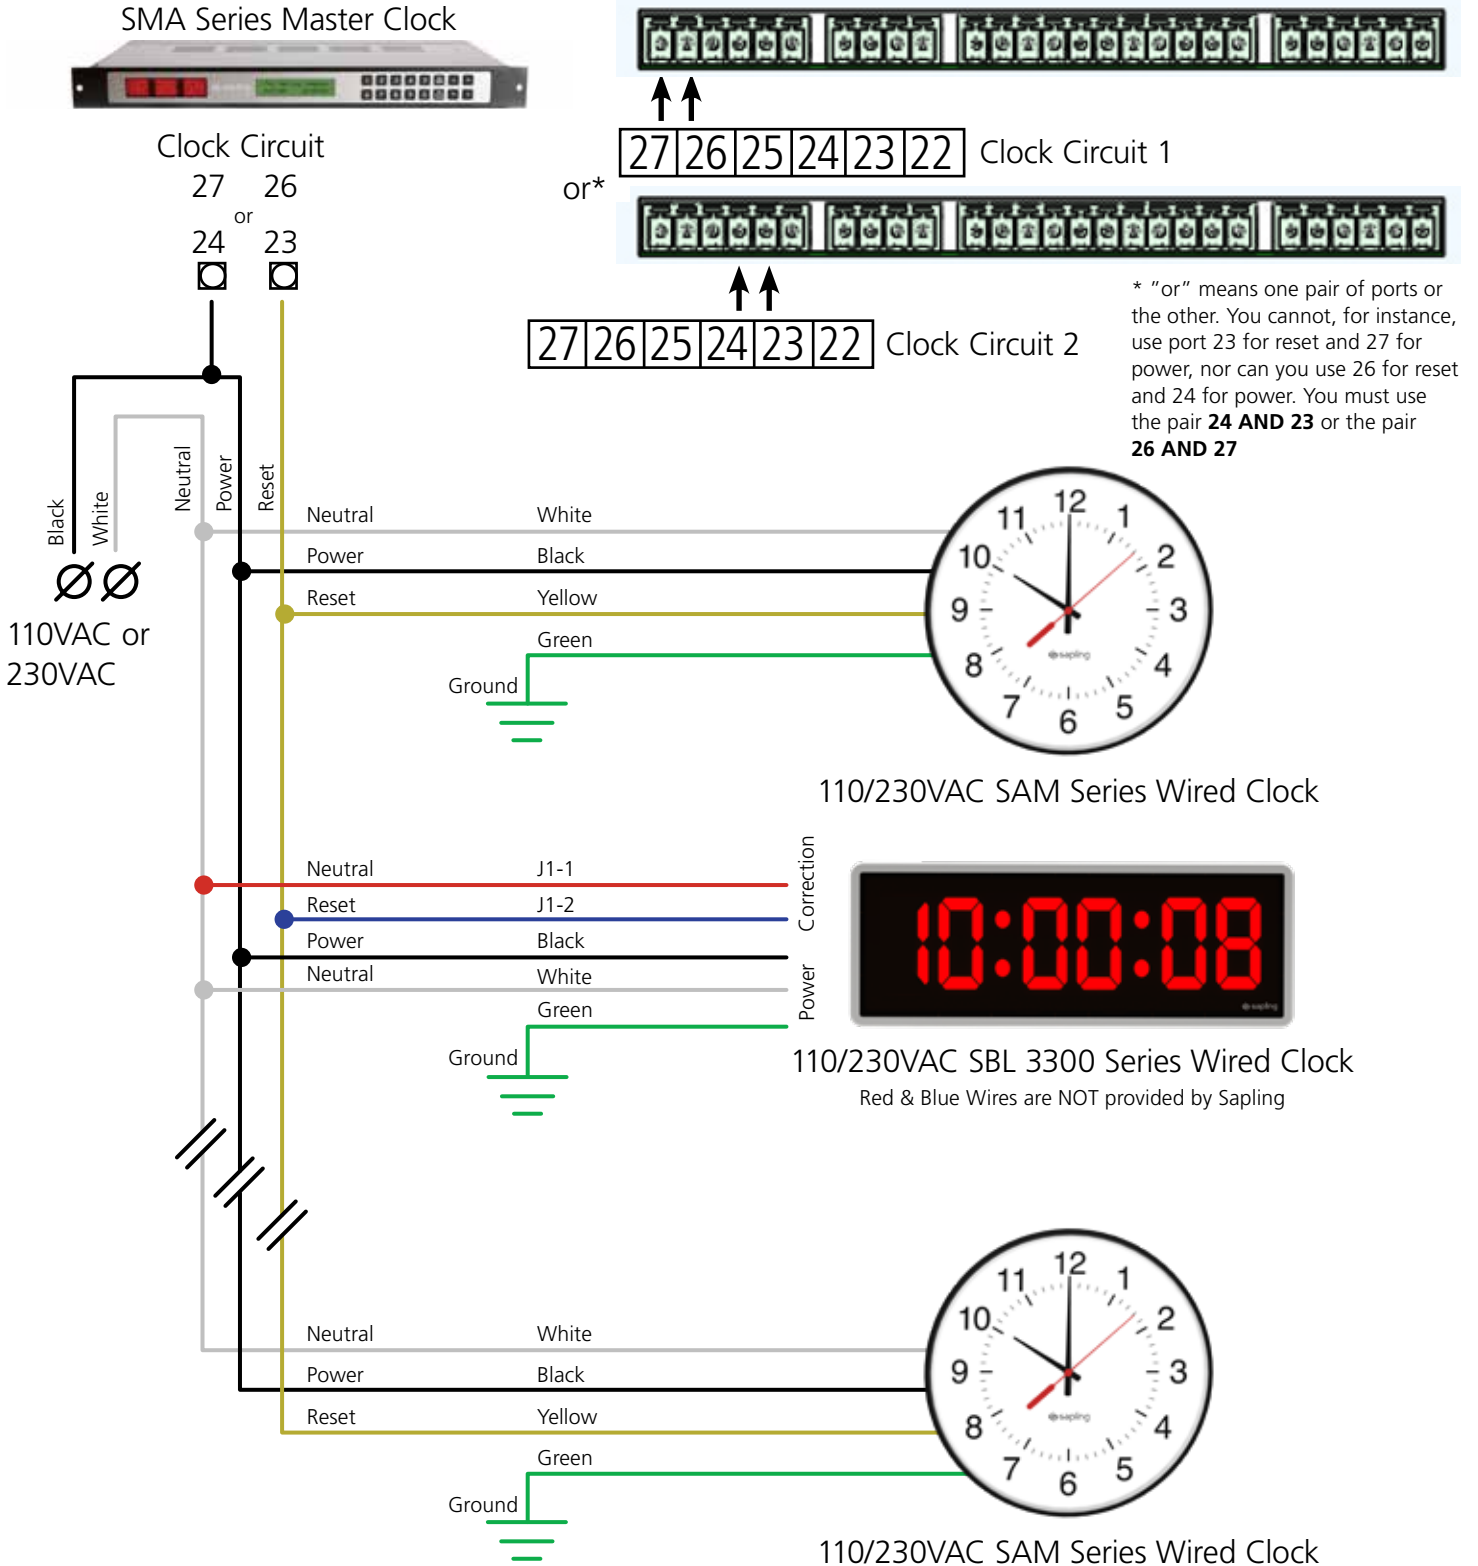 SMA Series Master Clock
Clock Circuit
27 26
or
24 23
27 26 25 24 23 22 Clock Circuit 1
or*
27 26 25 24 23 22 Clock Circuit 2
* "or" means one pair of ports or
the other. You cannot, for instance,
use port 23 for reset and 27 for
power, nor can you use 26 for reset
and 24 for power. You must use
the pair 24 AND 23 or the pair
26 AND 27
Black
White
Neutral
Power
Reset
110VAC or
230VAC
Neutral White
Power Black
Reset Yellow
Green
Ground
12 1 2 3 4 5 6 7 8 9 10 11
sapling
110/230VAC SAM Series Wired Clock
Neutral J1-1
Reset J1-2
Power Black
Neutral White
Green
Ground
Correction
Power
10:00:08
sapling
110/230VAC SBL 3300 Series Wired Clock
Red & Blue Wires are NOT provided by Sapling
Neutral White
Power Black
Reset Yellow
Green
Ground
12 1 2 3 4 5 6 7 8 9 10 11
sapling
110/230VAC SAM Series Wired Clock